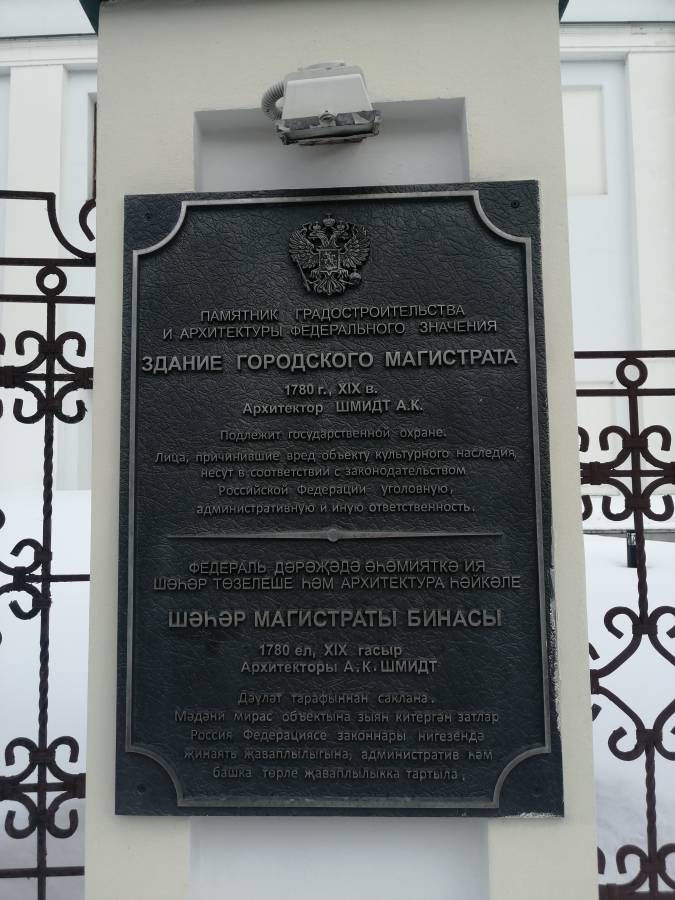 ПАМЯТНИК ГРАДОСТРОИТЕЛЬСТВА
И АРХИТЕКТУРЫ ФЕДЕРАЛЬНОГО ЗНАЧЕНИЯ
ЗДАНИЕ ГОРОДСКОГО МАГИСТРАТА
1780 г., XIX в.
Архитектор ШМИДТ А.К.
Подлежит государственной охране.
Лица, причинившие вред объекту культурного наследия,
несут в соответствии с законодательством
Российской Федерации уголовную,
административную и иную ответственность.
ФЕДЕРАЛЬ ДӘРӘҖӘДӘ ӘҺӘМИЯТКӘ ИЯ
ШӘҺӘР ТӨЗЕЛЕШЕ ҺӘМ АРХИТЕКТУРА ҺӘЙКӘЛЕ
ШӘҺӘР МАГИСТРАТЫ БИНАСЫ
1780 ел, XIX гасыр
Архитекторы А.К. ШМИДТ
Дәүләт тарафыннан саклана.
Мәдәни мирас объектына зыян китергән затлар
Россия Федерациясе законнары нигезендә
җинаять җаваплылыгына, административ һәм
башка төрле җаваплылыкка тартыла.